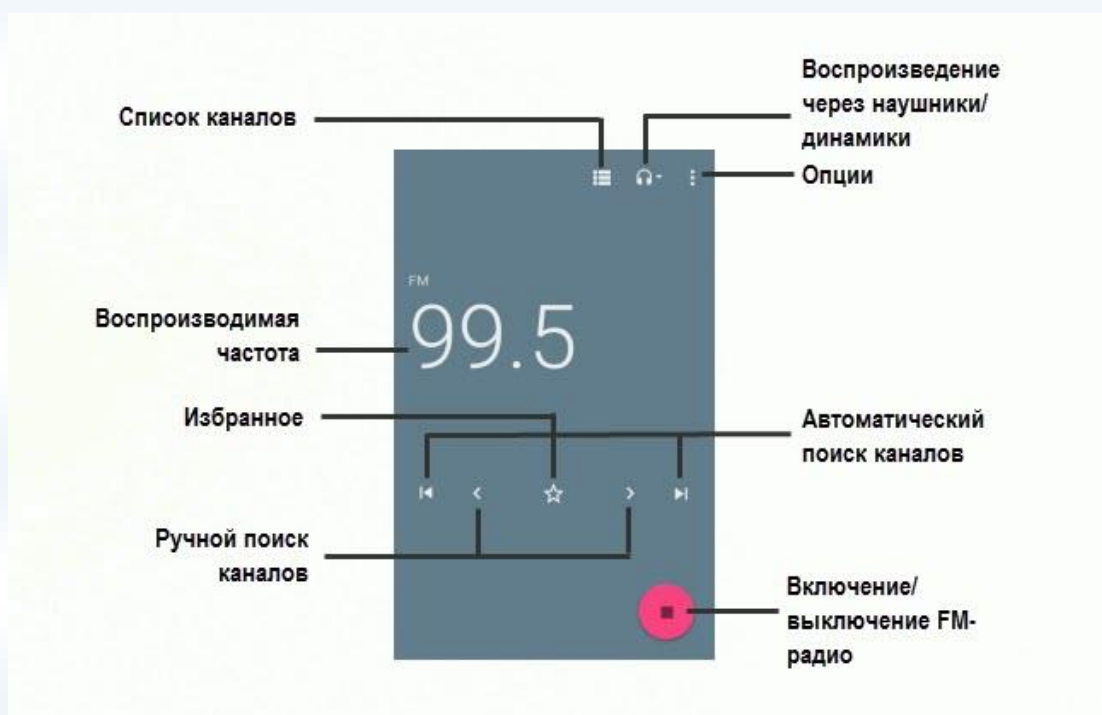 Воспроизведение
через наушники/
динамики
Список каналов
Опции
FM
99.5
Воспроизводимая
частота
Избранное
Автоматический
поиск каналов
Ручной поиск
каналов
Включение/
выключение FM-
радио